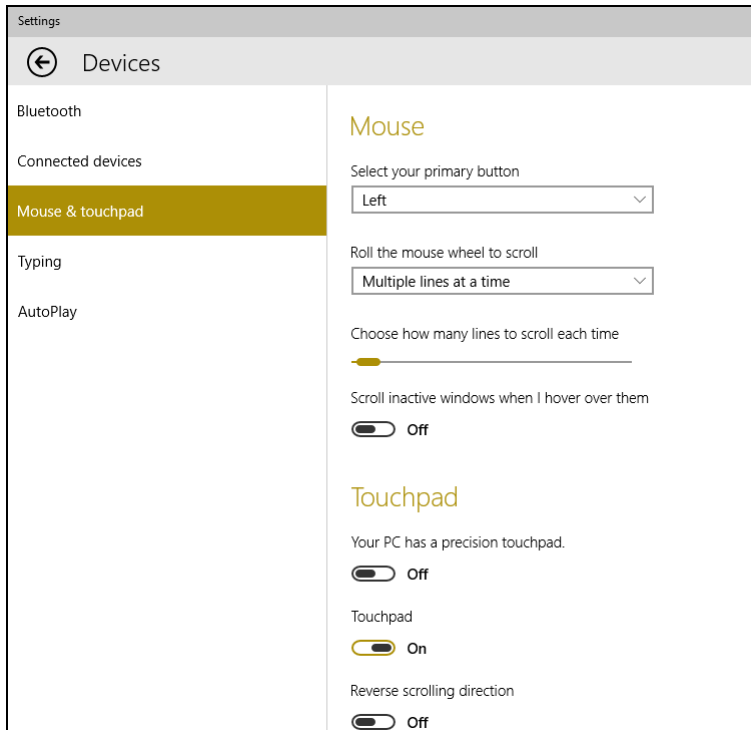 Settings
Devices
Bluetooth
Connected devices
Mouse & touchpad
Typing
AutoPlay
Mouse
Select your primary button
Left
Roll the mouse wheel to scroll
Multiple lines at a time
Choose how many lines to scroll each time
Scroll inactive windows when I hover over them
Off
Touchpad
Your PC has a precision touchpad.
Off
Touchpad
On
Reverse scrolling direction
Off